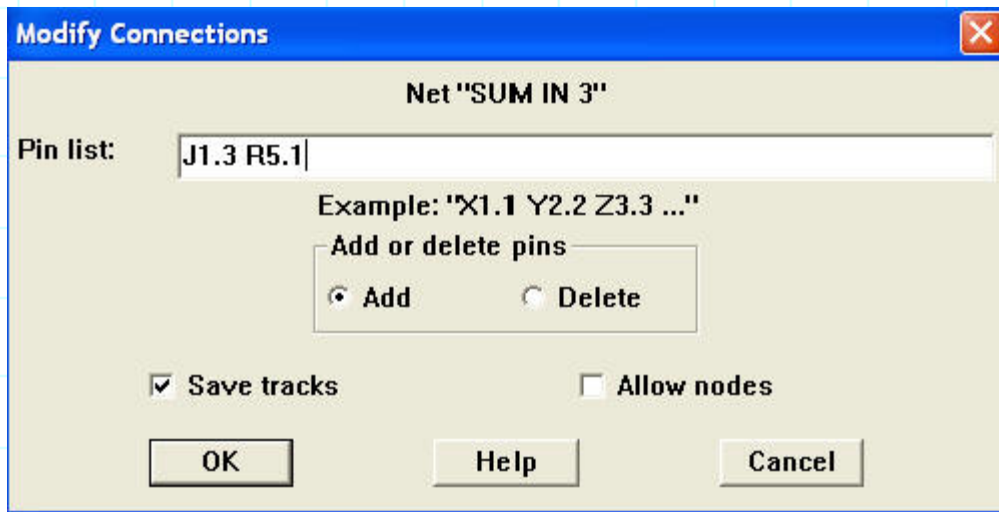 Modify Connections
Net "SUM IN 3"
Pin list: J1.3 R5.1
Example: "X1.1 Y2.2 Z3.3 ..."
Add or delete pins
Add Delete
Save tracks Allow nodes
OK Help Cancel